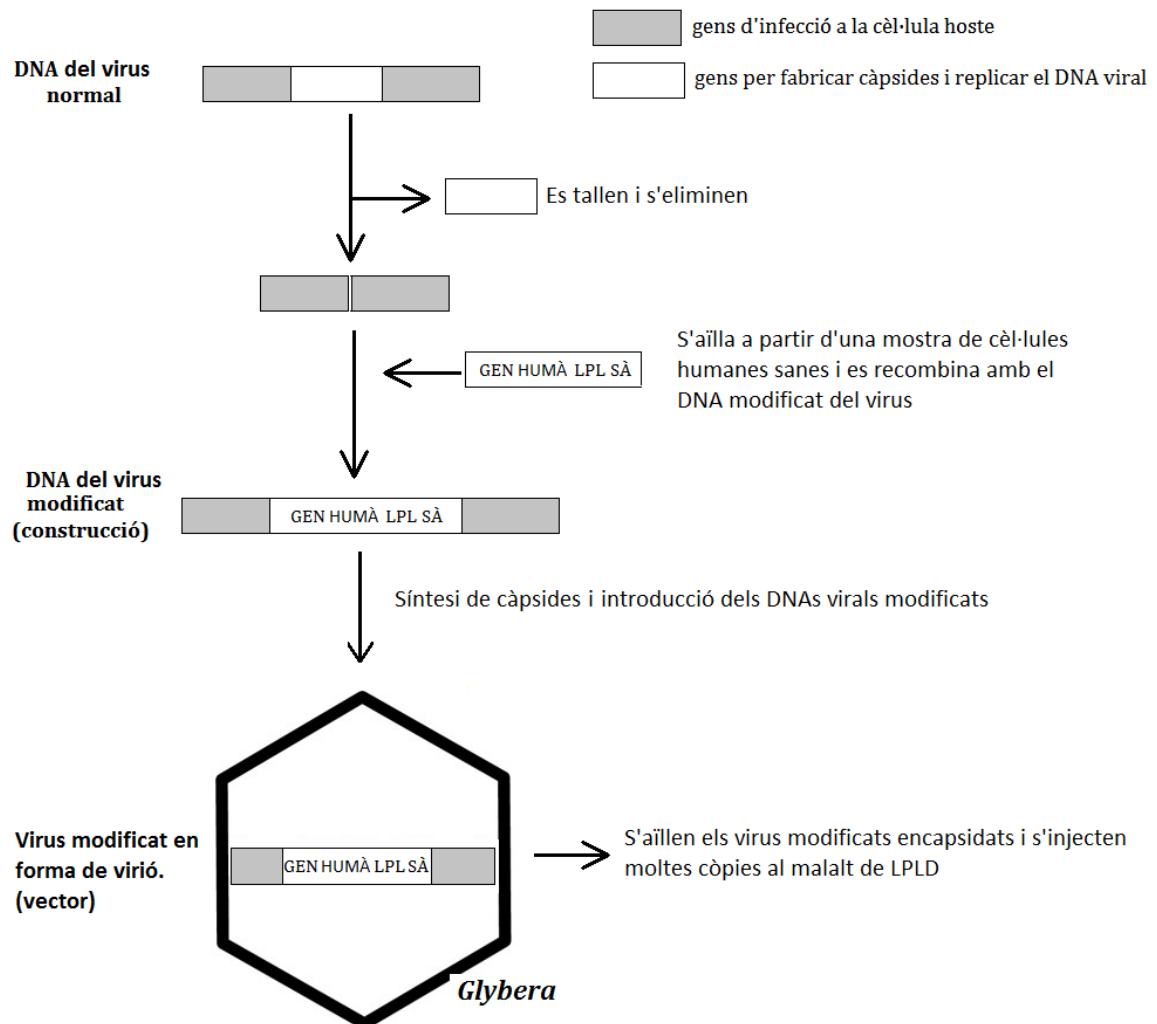 gens d'infecció a la cèl·lula hoste
DNA del virus
normal
gens per fabricar càpsides i replicar el DNA viral
Es tallen i s'eliminen
S'aïlla a partir d'una mostra de cèl·lules
humanes sanes i es recombina amb el
DNA modificat del virus
GEN HUMÀ LPL SÀ
DNA del virus
modificat
(construcció)
GEN HUMÀ LPL SÀ
Síntesi de càpsides i introducció dels DNAs virals modificats
Virus modificat en
forma de virió.
(vector)
GEN HUMÀ LPL SÀ
S'aïllen els virus modificats encapsidats i s'injecten
moltes còpies al malalt de LPLD
Glybera